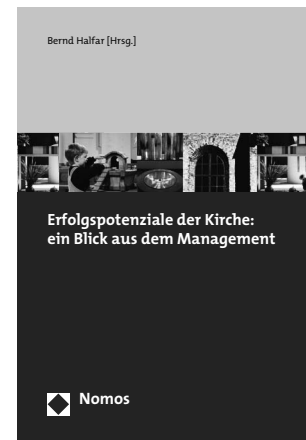 Bernd Halfar [Hrsg.]
Erfolgspotenziale der Kirche:
ein Blick aus dem Management
Nomos